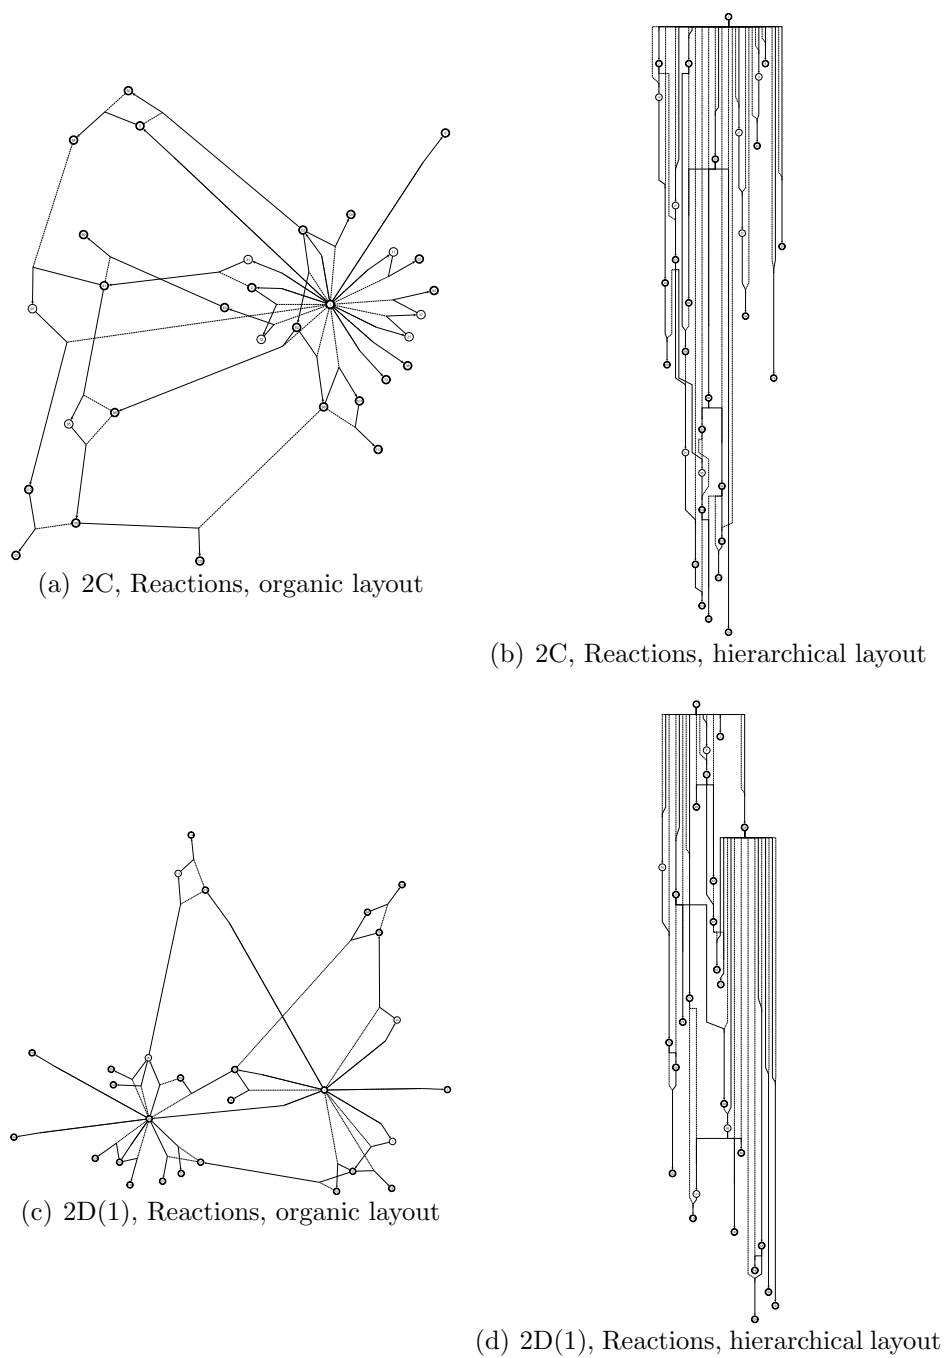 (a) 2C, Reactions, organic layout
(b) 2C, Reactions, hierarchical layout
(c) 2D(1), Reactions, organic layout
(d) 2D(1), Reactions, hierarchical layout